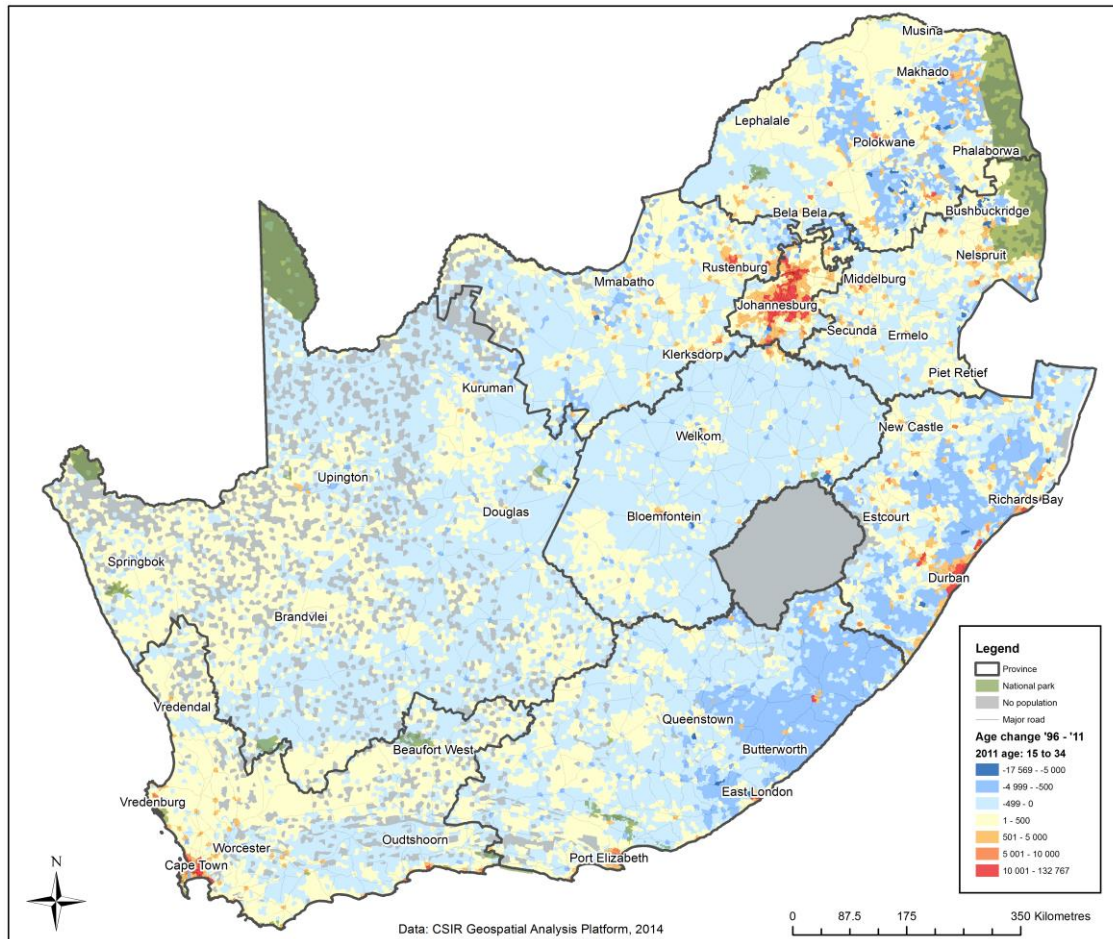 Musina
Makhado
Lephalale
Polokwane
Phalaborwa
Bela Bela
Bushbuckridge
Nelspruit
Rustenburg
Middelburg
Mmabatho
Johannesburg
Secunda
Ermelo
Klerksdorp
Piet Retief
Kuruman
New Castle
Welkom
Upington
Richards Bay
Douglas
Bloemfontein
Estcourt
Springbok
Durban
Brandvlei
Vredendal
Queenstown
Beaufort West
Butterworth
Vredenburg
East London
Oudtshoorn
Worcester
Port Elizabeth
Cape Town
Legend
Province
National park
No population
Major road
Age change '96 - '11
2011 age: 15 to 34
-17 569 - -5 000
-4 999 - -500
-499 - 0
1 - 500
501 - 5 000
5 001 - 10 000
10 001 - 132 767
N
0 87.5 175 350 Kilometres
Data: CSIR Geospatial Analysis Platform, 2014